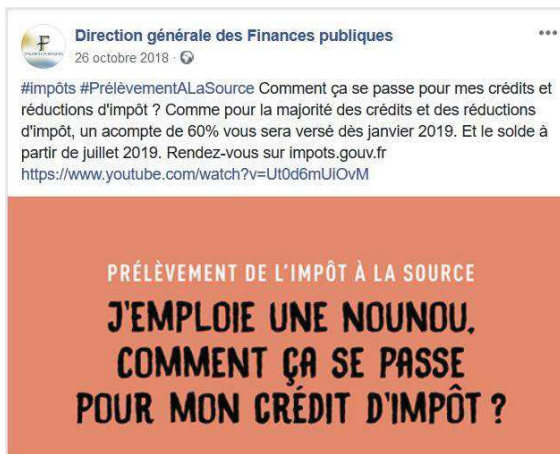 Direction générale des Finances publiques
26 octobre 2018 ·
#impôts #PrélèvementALaSource Comment ça se passe pour mes crédits et
réductions d'impôt ? Comme pour la majorité des crédits et des réductions
d'impôt, un acompte de 60% vous sera versé dès janvier 2019. Et le solde à
partir de juillet 2019. Rendez-vous sur impots.gouv.fr
https://www.youtube.com/watch?v=Ut0d6mUiOvM
PRÉLÈVEMENT DE L'IMPÔT À LA SOURCE
J'EMPLOIE UNE NOUNOU,
COMMENT ÇA SE PASSE
POUR MON CRÉDIT D'IMPÔT ?